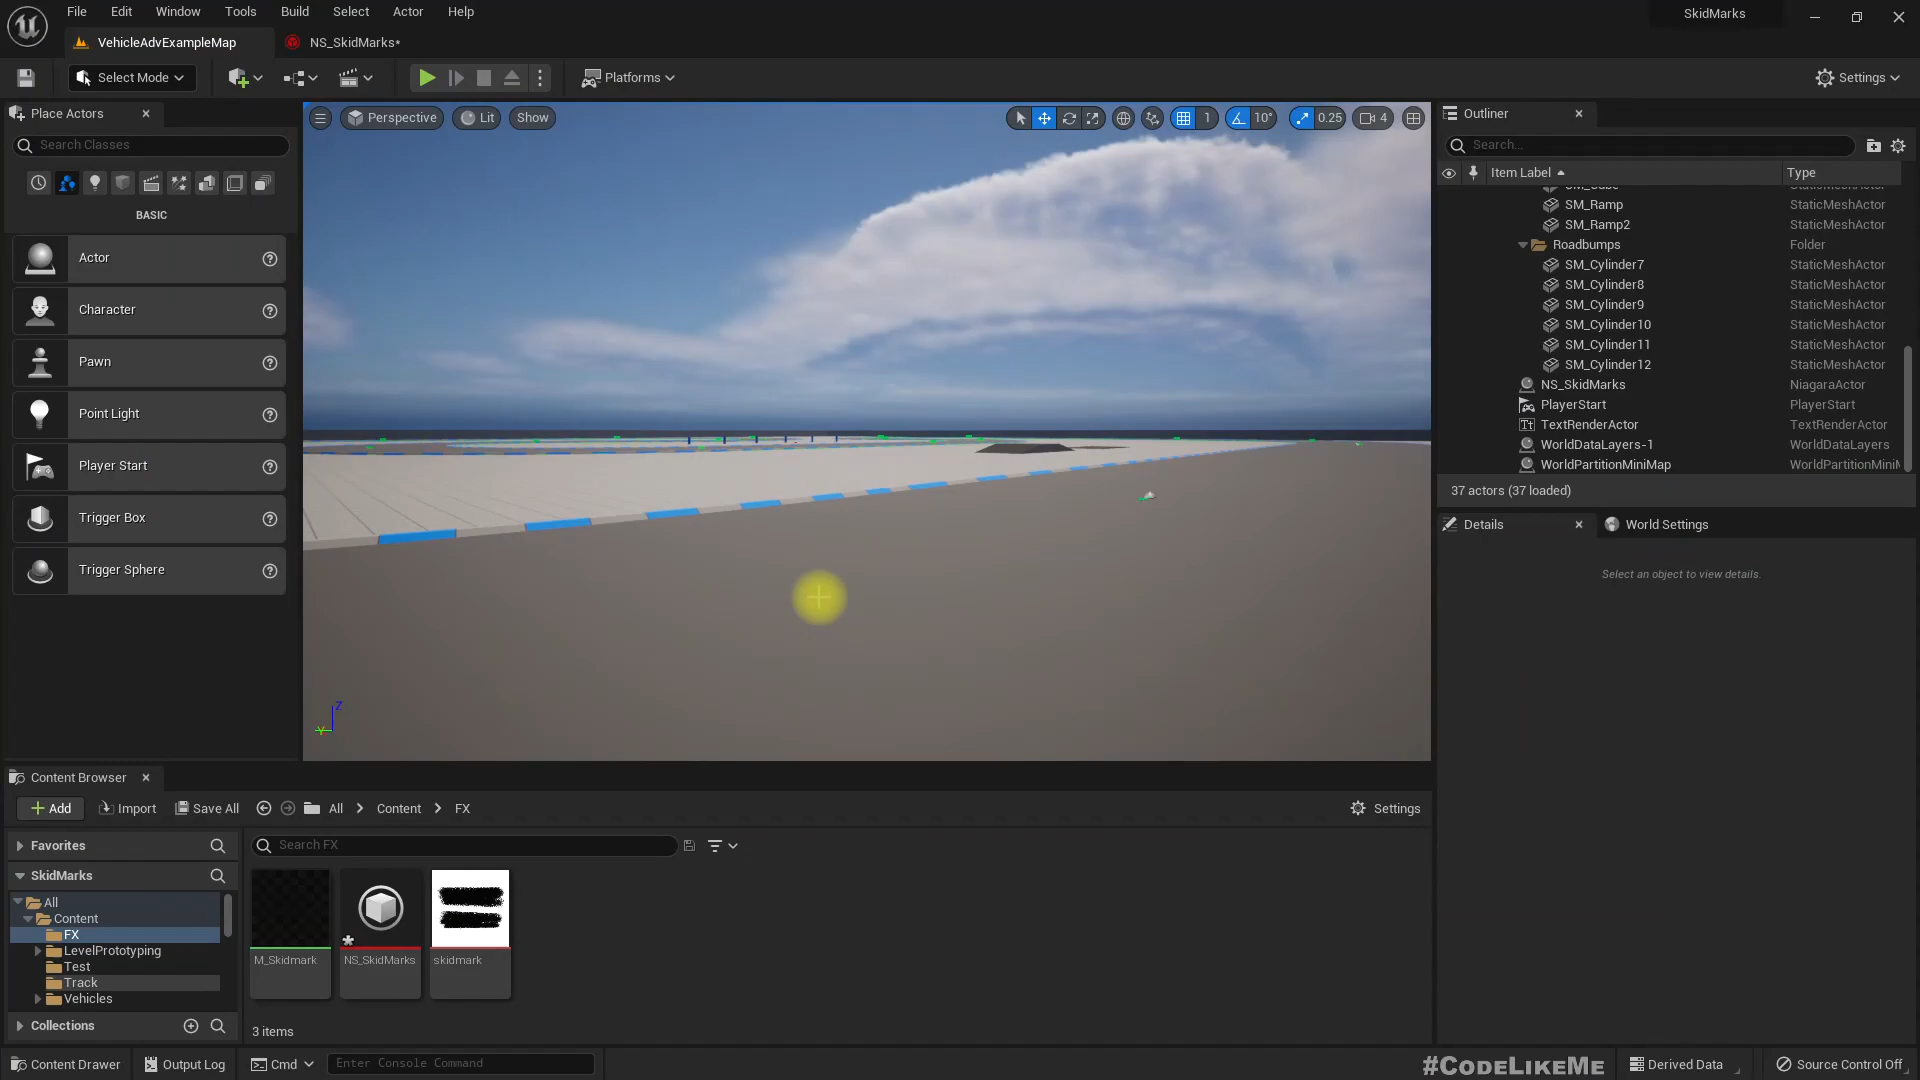 File Edit Window Tools Build Select Actor Help
SkidMarks
VehicleAdvExampleMap
NS_SkidMarks*
Select Mode
Platforms
Settings
Place Actors
Search Classes
BASIC
Actor
Character
Pawn
Point Light
Player Start
Trigger Box
Trigger Sphere
Perspective
Lit
Show
1
10°
0.25
4
Z
Y
Outliner
Search...
Item Label
Type
SM_Cube StaticMeshActor
SM_Ramp StaticMeshActor
SM_Ramp2 StaticMeshActor
Roadbumps Folder
SM_Cylinder7 StaticMeshActor
SM_Cylinder8 StaticMeshActor
SM_Cylinder9 StaticMeshActor
SM_Cylinder10 StaticMeshActor
SM_Cylinder11 StaticMeshActor
SM_Cylinder12 StaticMeshActor
NS_SkidMarks NiagaraActor
PlayerStart PlayerStart
TextRenderActor TextRenderActor
WorldDataLayers-1 WorldDataLayers
WorldPartitionMiniMap WorldPartitionMiniM
37 actors (37 loaded)
Details
World Settings
Select an object to view details.
Content Browser
Add
Import
Save All
All
Content
FX
Settings
Favorites
SkidMarks
All
Content
FX
LevelPrototyping
Test
Track
Vehicles
Collections
Search FX
M_Skidmark
NS_SkidMarks
skidmark
3 items
Content Drawer
Output Log
Cmd
Enter Console Command
#CODELIKEME
Derived Data
Source Control Off